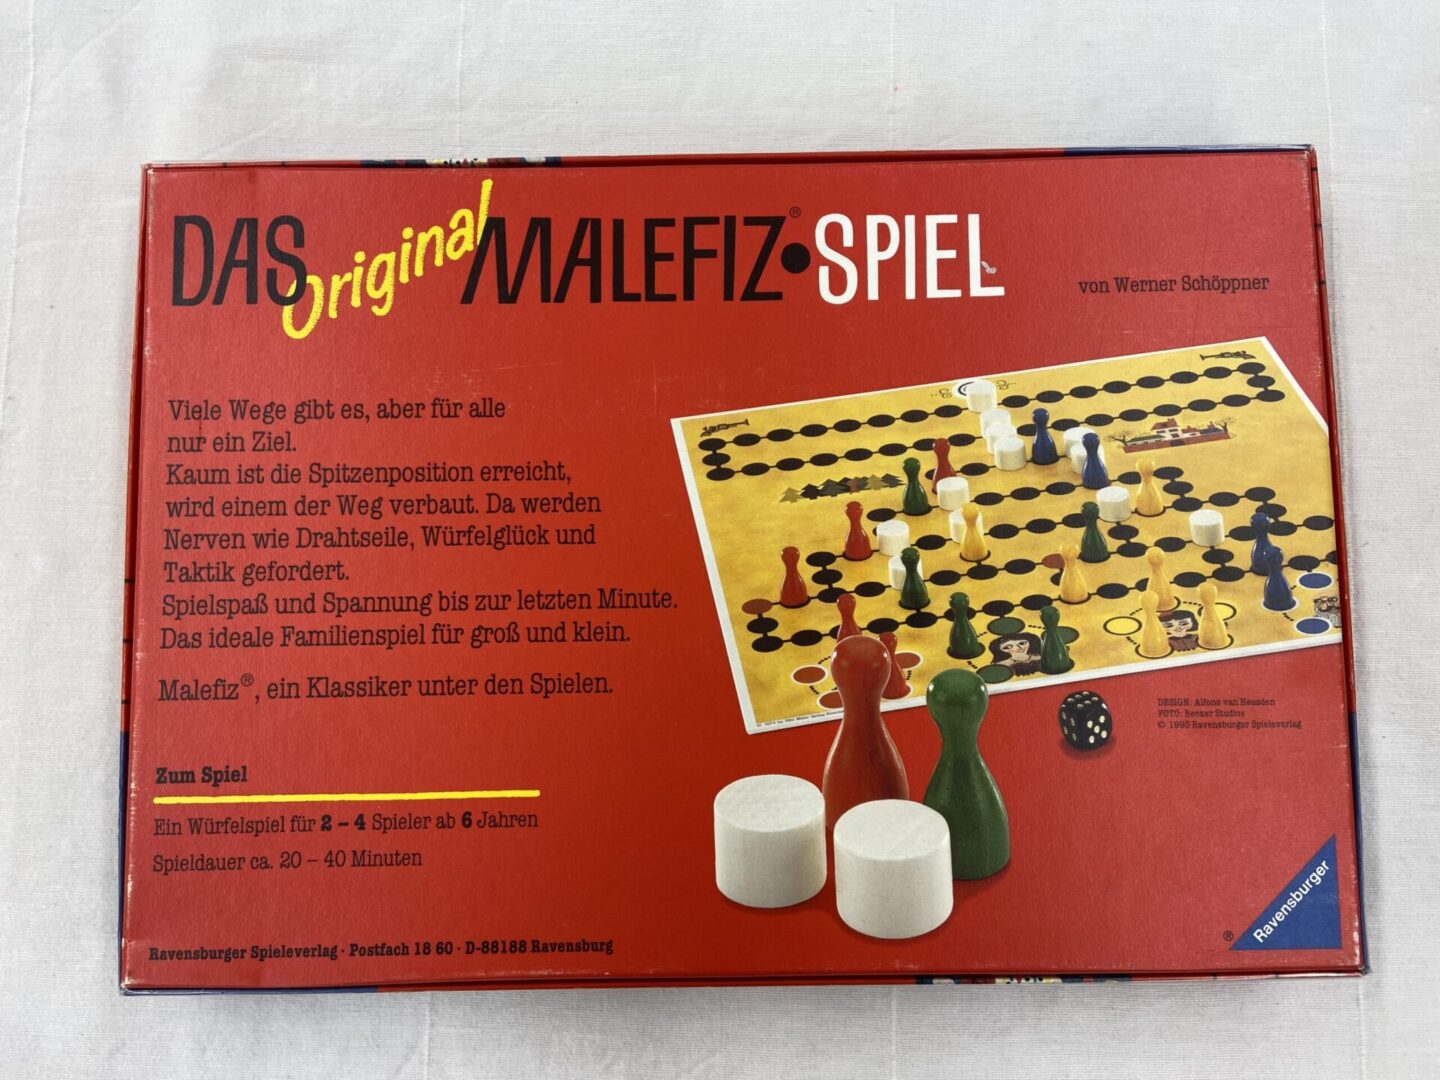 DAS Original MALEFIZ®•SPIEL
von Werner Schöppner
Viele Wege gibt es, aber für alle
nur ein Ziel.
Kaum ist die Spitzenposition erreicht,
wird einem der Weg verbaut. Da werden
Nerven wie Drahtseile, Würfelglück und
Taktik gefordert.
Spielspaß und Spannung bis zur letzten Minute.
Das ideale Familienspiel für groß und klein.
Malefiz®, ein Klassiker unter den Spielen.
DESIGN: Alfons van Heusden
FOTO: Becker Studios
© 1993 Ravensburger Spieleverlag
Zum Spiel
Ein Würfelspiel für 2 – 4 Spieler ab 6 Jahren
Spieldauer ca. 20 – 40 Minuten
Ravensburger Spieleverlag · Postfach 18 60 · D-88188 Ravensburg
® Ravensburger